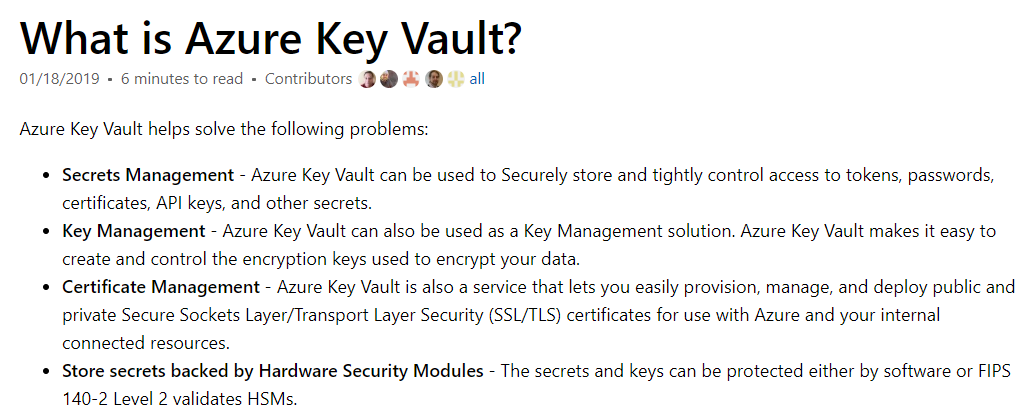 What is Azure Key Vault?
01/18/2019 • 6 minutes to read • Contributors all
Azure Key Vault helps solve the following problems:
• Secrets Management - Azure Key Vault can be used to Securely store and tightly control access to tokens, passwords,
certificates, API keys, and other secrets.
• Key Management - Azure Key Vault can also be used as a Key Management solution. Azure Key Vault makes it easy to
create and control the encryption keys used to encrypt your data.
• Certificate Management - Azure Key Vault is also a service that lets you easily provision, manage, and deploy public and
private Secure Sockets Layer/Transport Layer Security (SSL/TLS) certificates for use with Azure and your internal
connected resources.
• Store secrets backed by Hardware Security Modules - The secrets and keys can be protected either by software or FIPS
140-2 Level 2 validates HSMs.